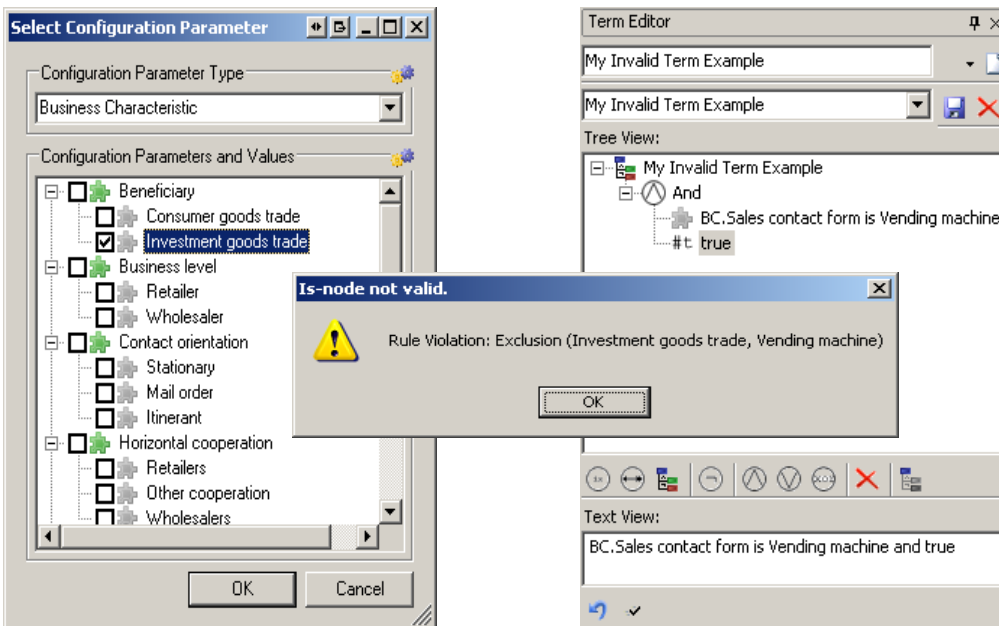 Select Configuration Parameter
Configuration Parameter Type
Business Characteristic
Configuration Parameters and Values
Beneficiary
Consumer goods trade
Investment goods trade
Business level
Retailer
Wholesaler
Contact orientation
Stationary
Mail order
Itinerant
Horizontal cooperation
Retailers
Other cooperation
Wholesalers
OK Cancel
Is-node not valid.
Rule Violation: Exclusion (Investment goods trade, Vending machine)
OK
Term Editor
My Invalid Term Example
My Invalid Term Example
Tree View:
My Invalid Term Example
And
BC.Sales contact form is Vending machine
#t true
Text View:
BC.Sales contact form is Vending machine and true